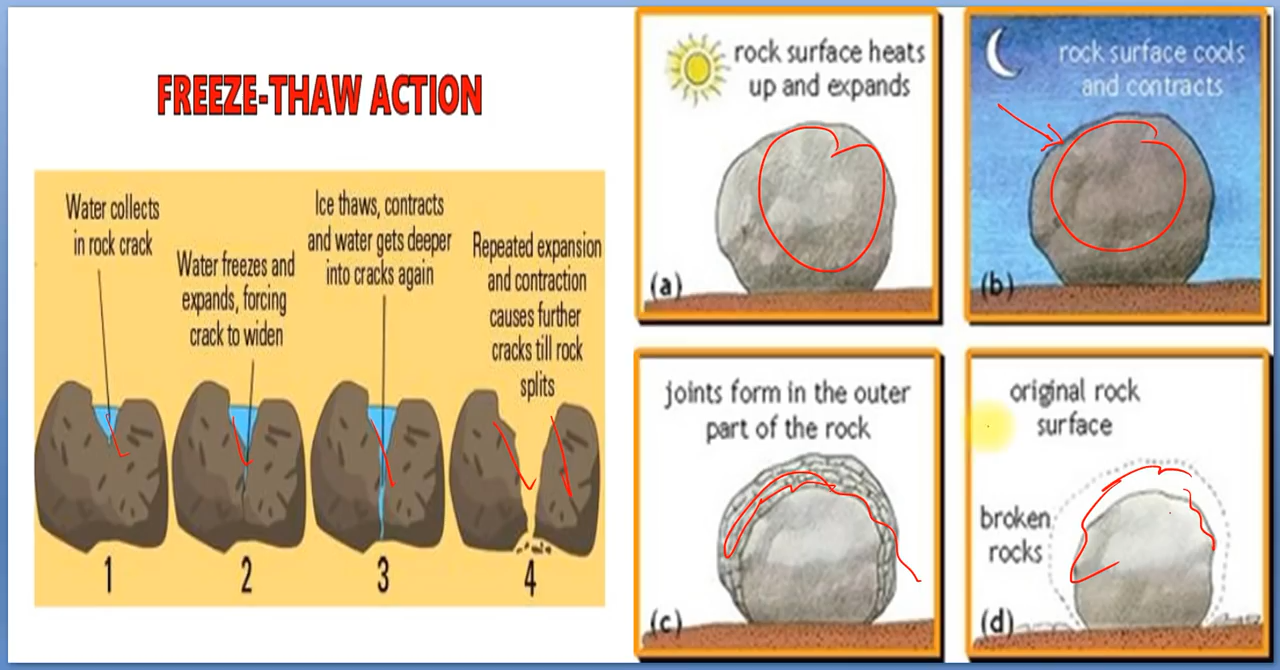 FREEZE-THAW ACTION
Water collects
in rock crack
Water freezes and
expands, forcing
crack to widen
Ice thaws, contracts
and water gets deeper
into cracks again
Repeated expansion
and contraction
causes further
cracks till rock
splits
1
2
3
4
rock surface heats
up and expands
(a)
rock surface cools
and contracts
(b)
joints form in the outer
part of the rock
(c)
original rock
surface
broken
rocks
(d)